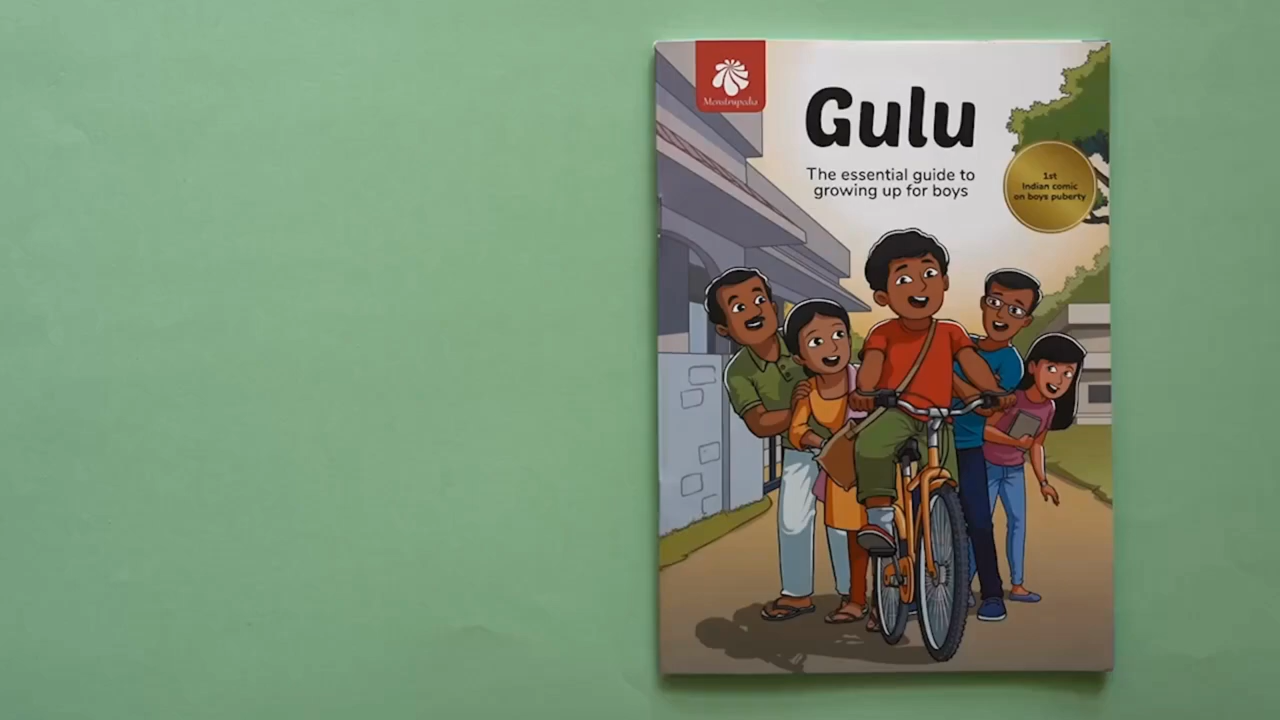 Menstrupedia
Gulu
The essential guide to
growing up for boys
1st
Indian comic
on boys puberty